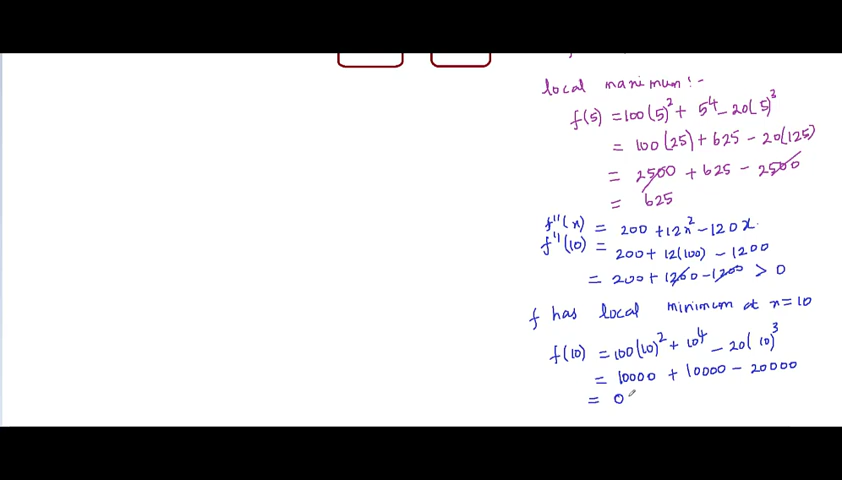 local maximum:-
f(5) = 100(5)² + 5⁴ - 20(5)³
= 100(25) + 625 - 20(125)
= 2500 + 625 - 2500
= 625
f''(x) = 200 + 12x² - 120x.
f''(10) = 200 + 12(100) - 1200
= 200 + 1200 - 1200 > 0
f has local minimum at x=10
f(10) = 100(10)² + 10⁴ - 20(10)³
= 10000 + 10000 - 20000
= 0